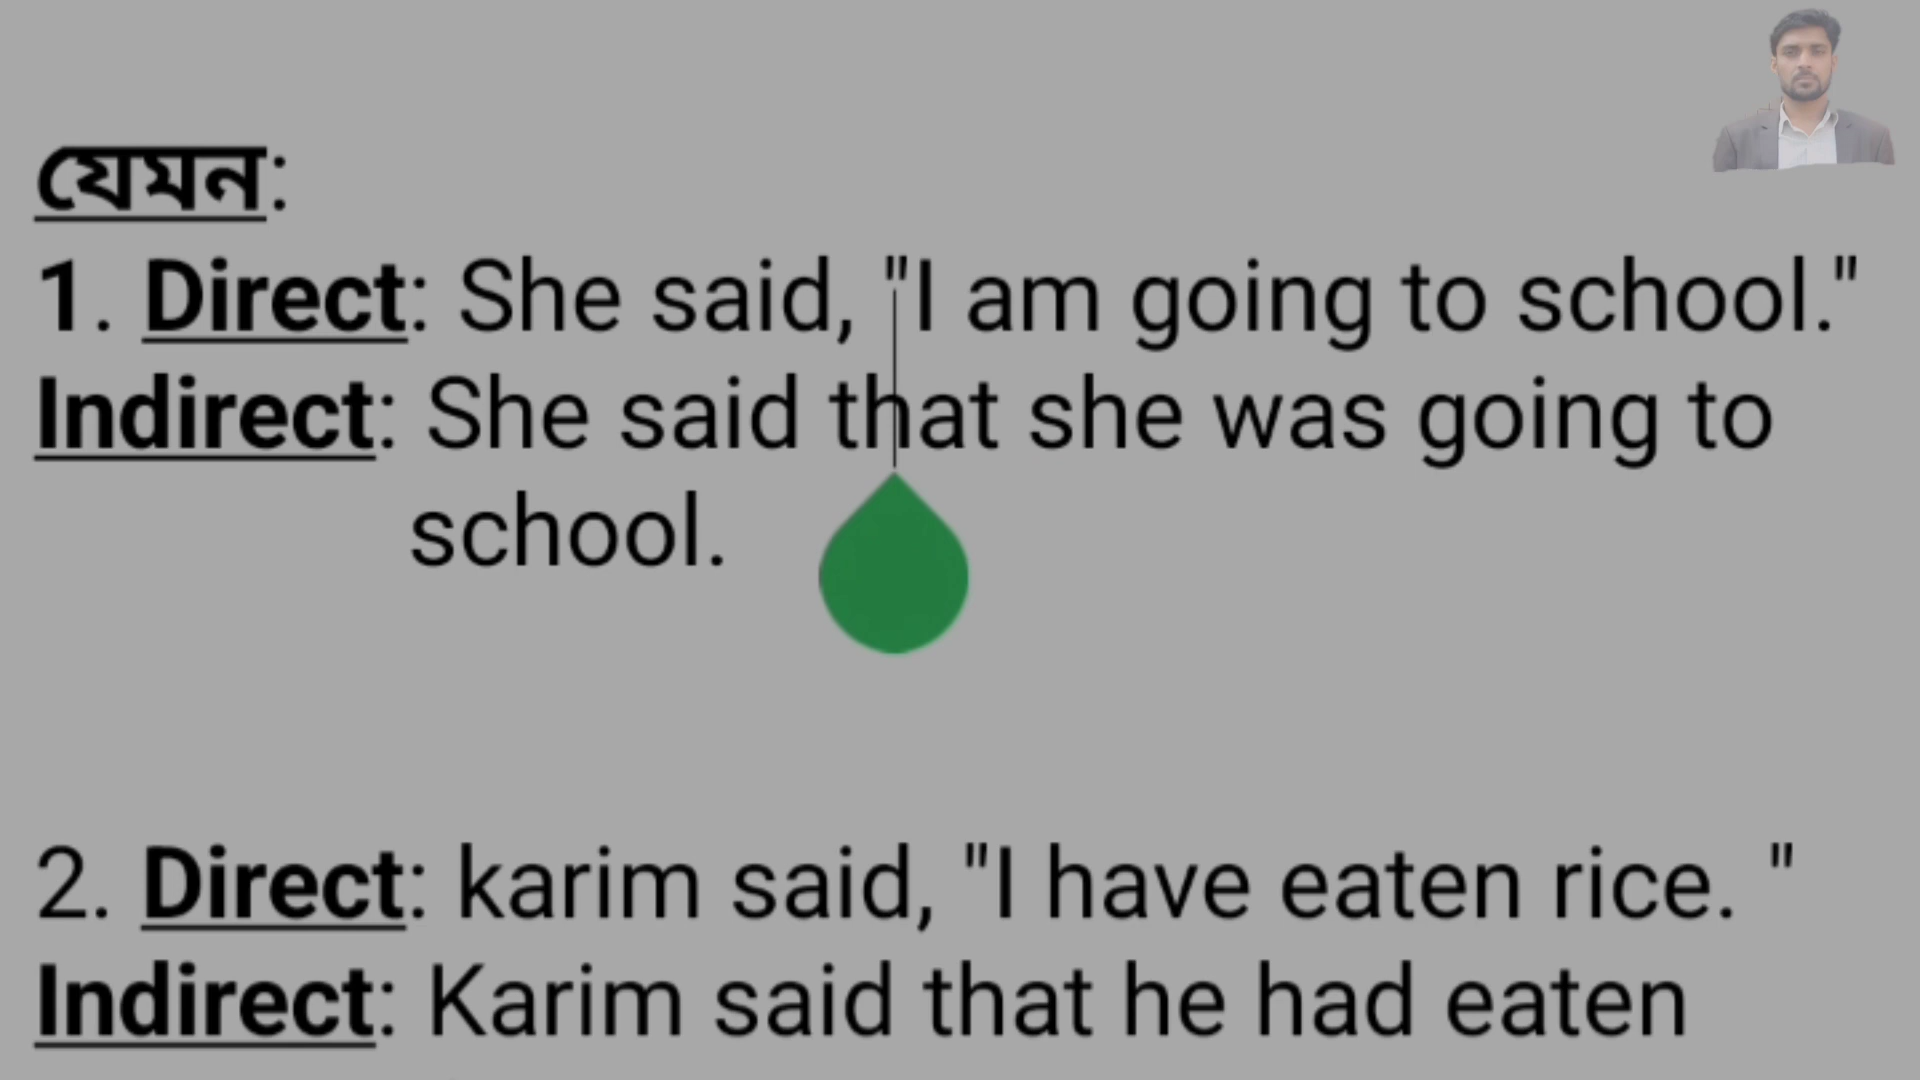 যেমন:
1. Direct: She said, "I am going to school."
Indirect: She said that she was going to
school.
2. Direct: karim said, "I have eaten rice. "
Indirect: Karim said that he had eaten